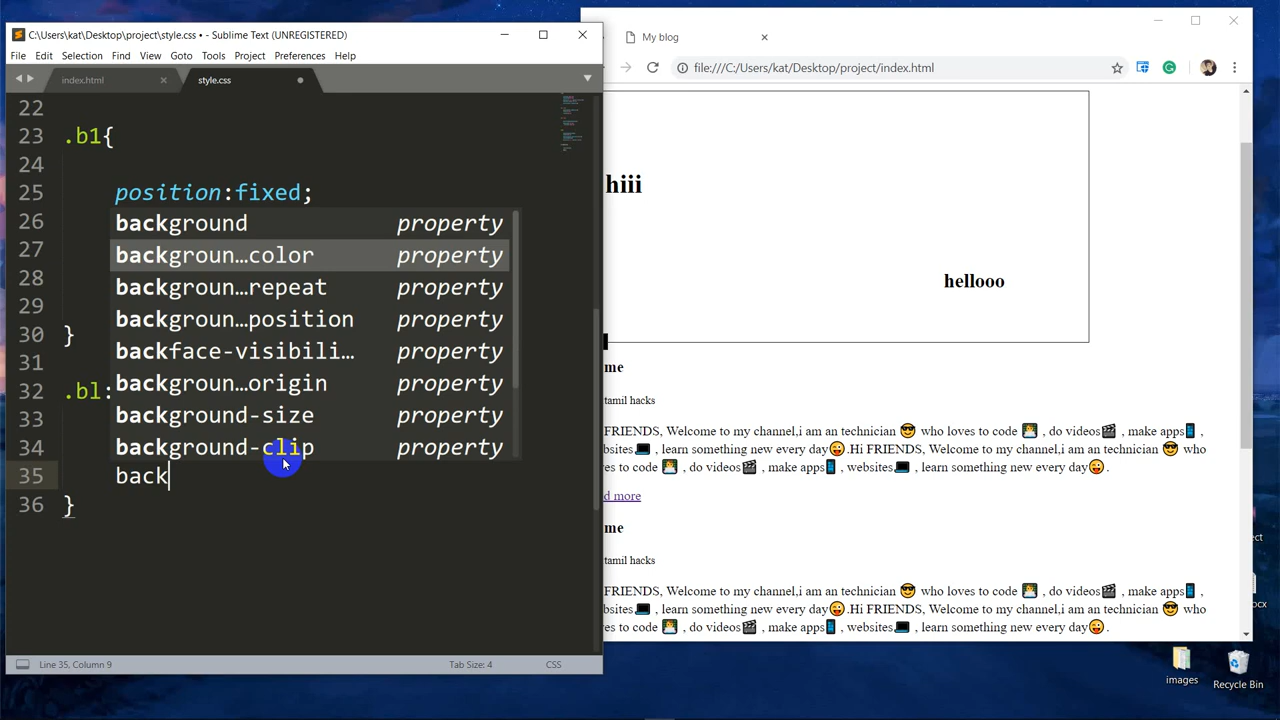 C:\Users\kat\Desktop\project\style.css • - Sublime Text (UNREGISTERED)
File Edit Selection Find View Goto Tools Project Preferences Help
index.html
style.css
22
23 .b1{
24
25 position:fixed;
26 background property
27 backgroun…color property
28 backgroun…repeat property
29 backgroun…position property
30 } backface-visibili… property
31 backgroun…origin property
32 .bl: background-size property
33
34 background-clip property
35 back
36 }
Line 35, Column 9
Tab Size: 4
CSS
My blog
file:///C:/Users/kat/Desktop/project/index.html
hiii
hellooo
me
tamil hacks
FRIENDS, Welcome to my channel,i am an technician 😎 who loves to code 👨‍💻 , do videos🎬 , make apps📱 ,
bsites💻 , learn something new every day😜.Hi FRIENDS, Welcome to my channel,i am an technician 😎 who
ves to code 👨‍💻 , do videos🎬 , make apps📱 , websites💻 , learn something new every day😜.
d more
me
tamil hacks
FRIENDS, Welcome to my channel,i am an technician 😎 who loves to code 👨‍💻 , do videos🎬 , make apps📱 ,
bsites💻 , learn something new every day😜.Hi FRIENDS, Welcome to my channel,i am an technician 😎 who
ves to code 👨‍💻 , do videos🎬 , make apps📱 , websites💻 , learn something new every day😜.
ect
ocx
images
Recycle Bin